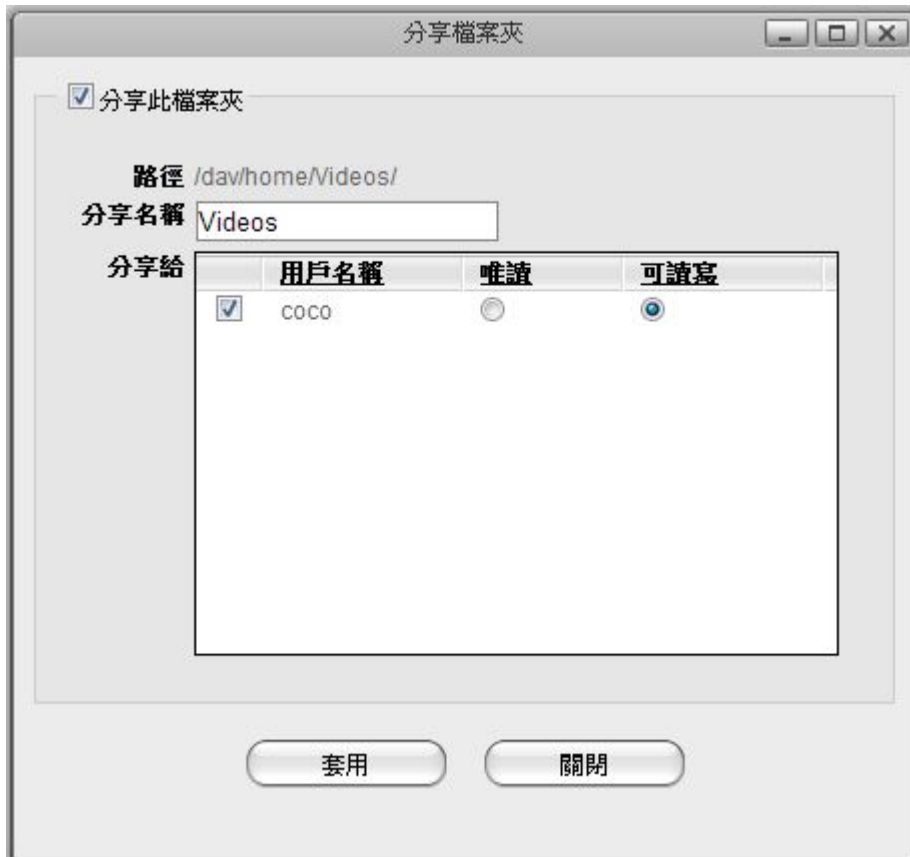 分享檔案夾
分享此檔案夾
路徑 /dav/home/Videos/
分享名稱 Videos
分享給 用戶名稱 唯讀 可讀寫
coco
套用 關閉